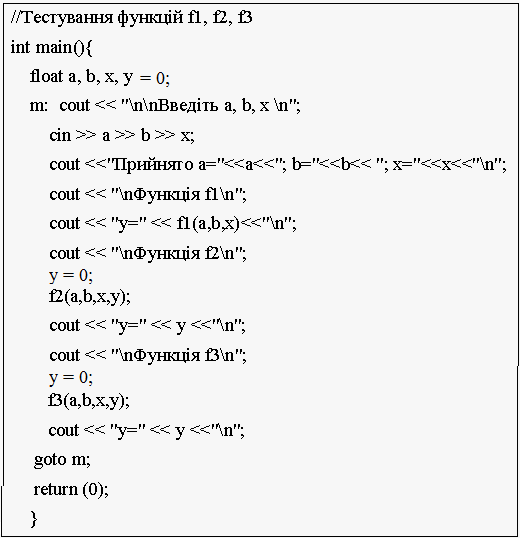 //Тестування функцій f1, f2, f3
int main(){
float a, b, x, y = 0;
m: cout << "\n\nВведіть a, b, x \n";
cin >> a >> b >> x;
cout <<"Прийнято a="<<a<<"; b="<<b<< "; x="<<x<<"\n";
cout << "\nФункція f1\n";
cout << "y=" << f1(a,b,x)<<"\n";
cout << "\nФункція f2\n";
y = 0;
f2(a,b,x,y);
cout << "y=" << y <<"\n";
cout << "\nФункція f3\n";
y = 0;
f3(a,b,x,y);
cout << "y=" << y <<"\n";
goto m;
return (0);
}